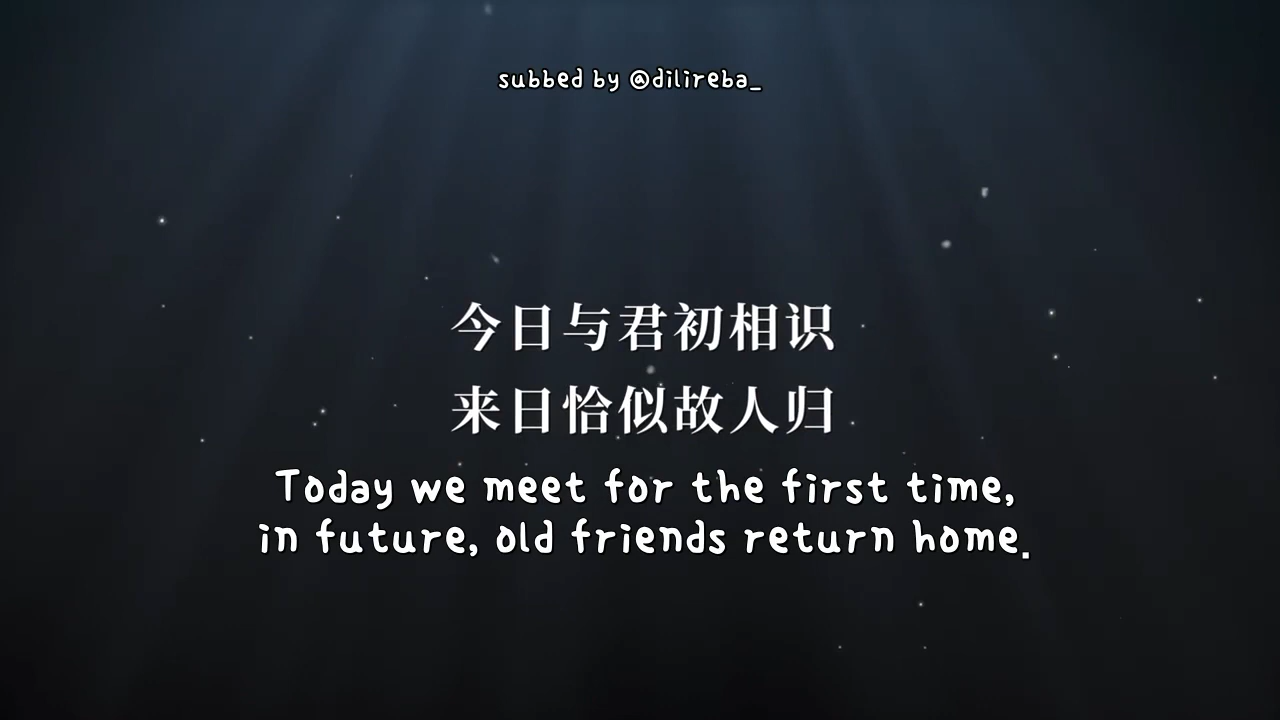 subbed by @dilireba_
今日与君初相识
来日恰似故人归
Today we meet for the first time,
in future, old friends return home.